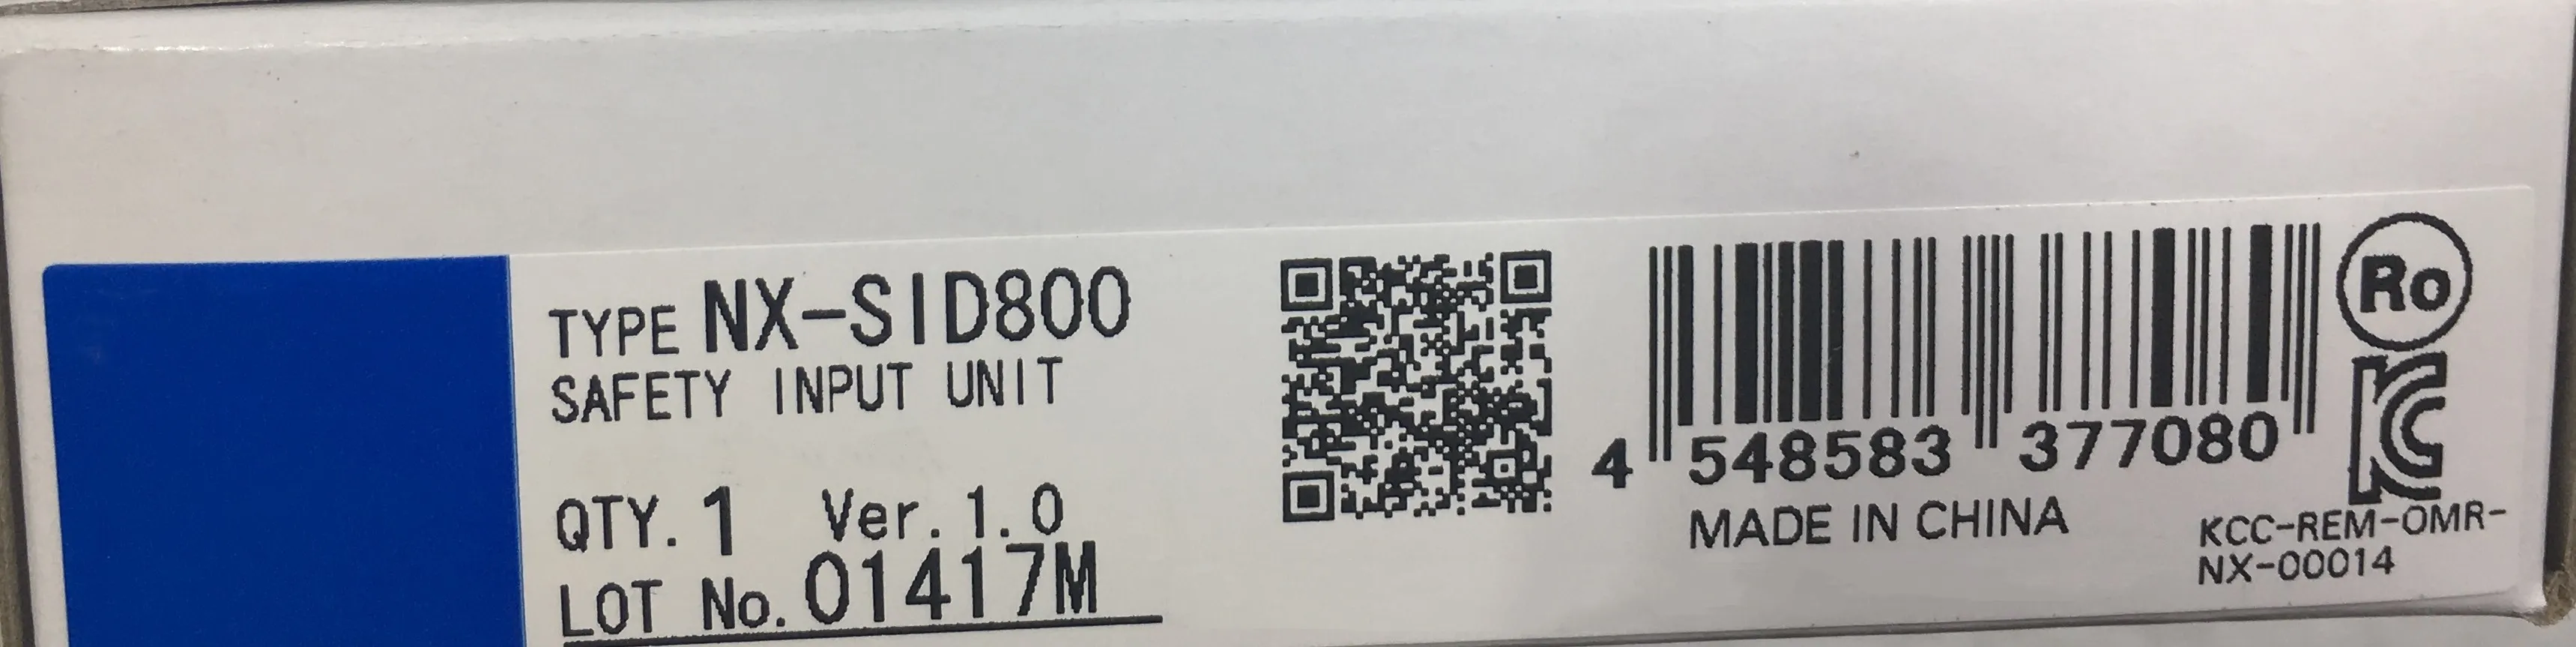 TYPE NX-SID800
SAFETY INPUT UNIT
QTY. 1 Ver. 1.0
LOT No. 01417M
4 548583 377080
MADE IN CHINA
Ro
KC
KCC-REM-OMR-
NX-00014